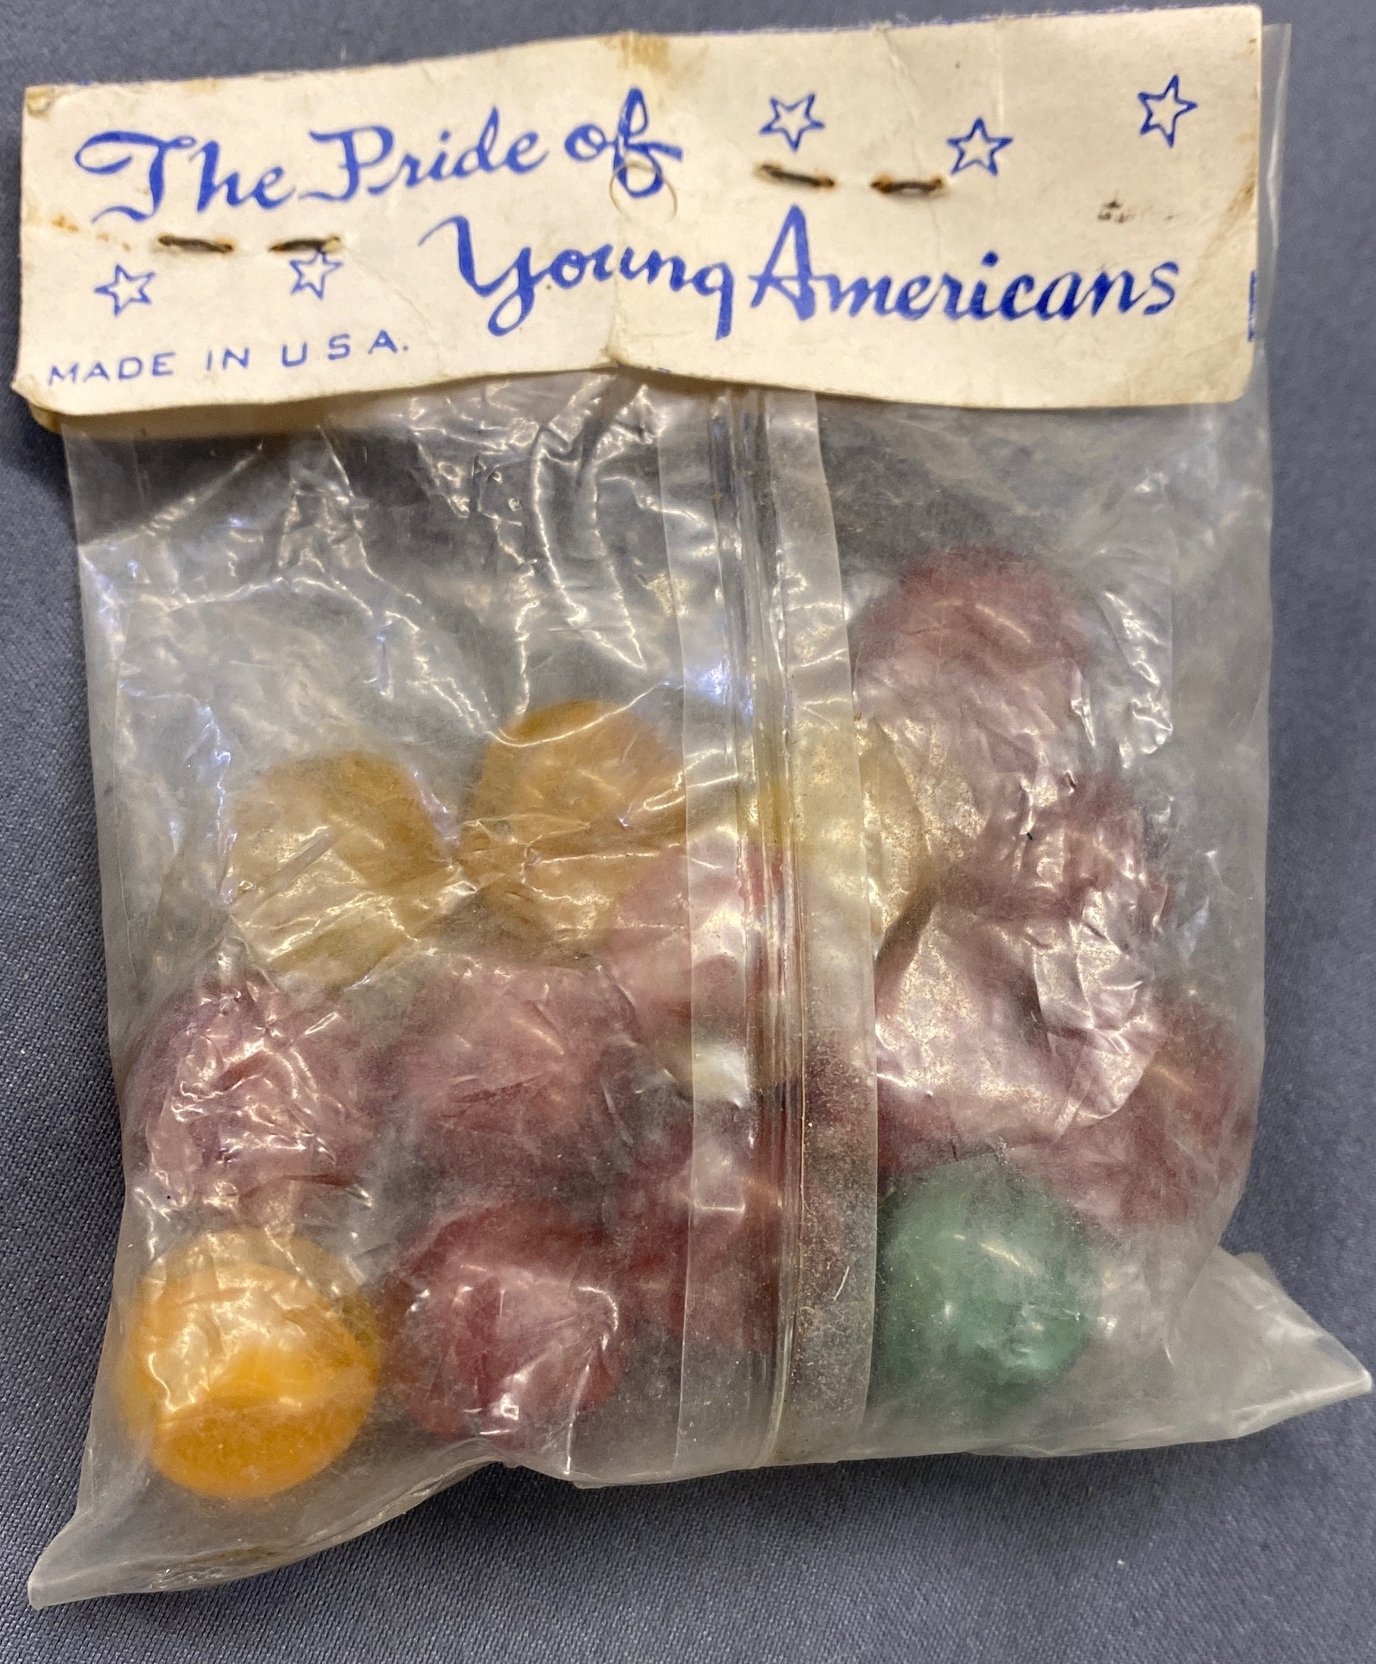 The Pride of
Young Americans
MADE IN U S A.